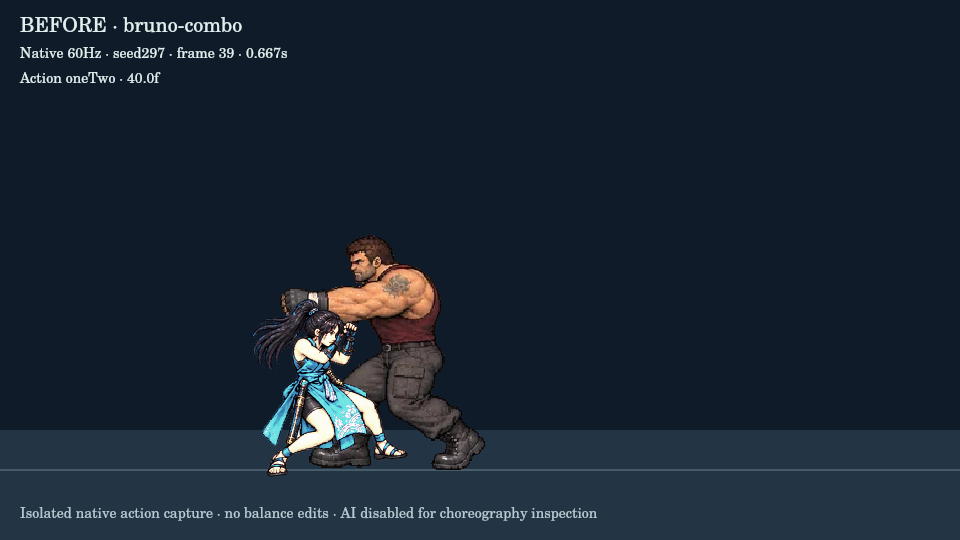 BEFORE · bruno-combo
Native 60Hz · seed297 · frame 39 · 0.667s
Action oneTwo · 40.0f
Isolated native action capture · no balance edits · AI disabled for choreography inspection